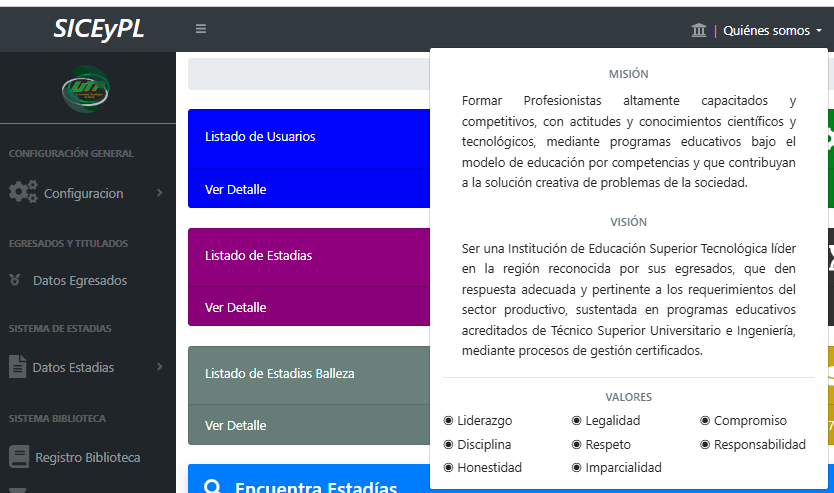 SICEyPL
| Quiénes somos
UTP
CONFIGURACIÓN GENERAL
Configuracion
EGRESADOS Y TITULADOS
Datos Egresados
SISTEMA DE ESTADIAS
Datos Estadias
SISTEMA BIBLIOTECA
Registro Biblioteca
Listado de Usuarios
Ver Detalle
Listado de Estadias
Ver Detalle
Listado de Estadias Balleza
Ver Detalle
Encuentra Estadías
MISIÓN
Formar Profesionistas altamente capacitados y
competitivos, con actitudes y conocimientos científicos y
tecnológicos, mediante programas educativos bajo el
modelo de educación por competencias y que contribuyan
a la solución creativa de problemas de la sociedad.
VISIÓN
Ser una Institución de Educación Superior Tecnológica líder
en la región reconocida por sus egresados, que den
respuesta adecuada y pertinente a los requerimientos del
sector productivo, sustentada en programas educativos
acreditados de Técnico Superior Universitario e Ingeniería,
mediante procesos de gestión certificados.
VALORES
Liderazgo Legalidad Compromiso
Disciplina Respeto Responsabilidad
Honestidad Imparcialidad